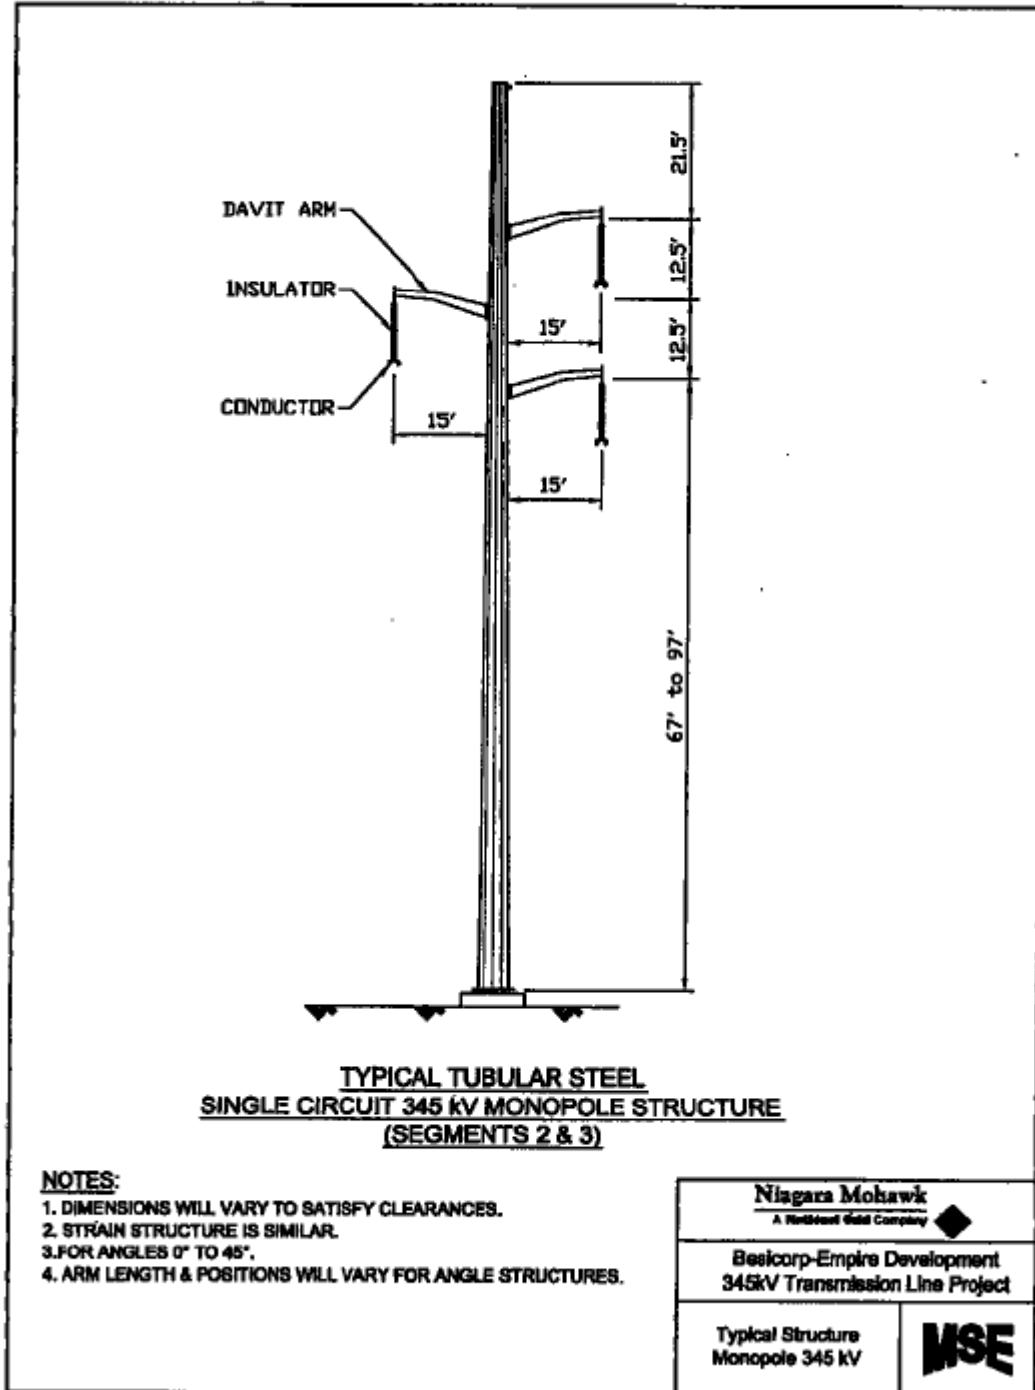 21.5'
DAVIT ARM
12.5'
INSULATOR
15'
12.5'
CONDUCTOR
15'
15'
67' to 97'
TYPICAL TUBULAR STEEL
SINGLE CIRCUIT 345 kV MONOPOLE STRUCTURE
(SEGMENTS 2 & 3)
NOTES:
1. DIMENSIONS WILL VARY TO SATISFY CLEARANCES.
2. STRAIN STRUCTURE IS SIMILAR.
3.FOR ANGLES 0° TO 45°.
4. ARM LENGTH & POSITIONS WILL VARY FOR ANGLE STRUCTURES.
Niagara Mohawk
A National Grid Company
Besicorp-Empire Development
345kV Transmission Line Project
Typical Structure
Monopole 345 kV
MSE